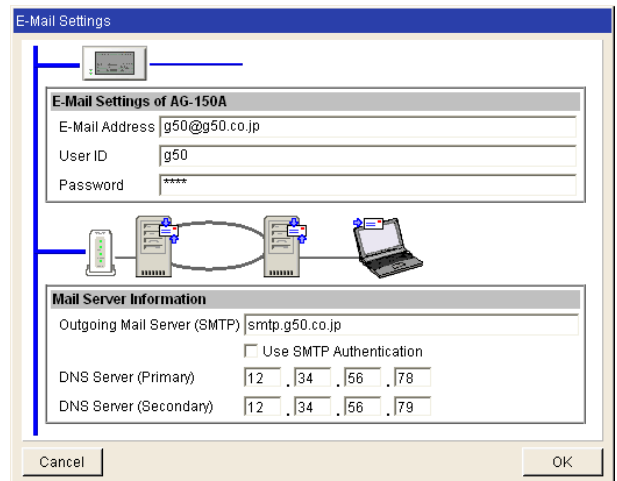 E-Mail Settings
E-Mail Settings of AG-150A
E-Mail Address g50@g50.co.jp
User ID g50
Password ****
Mail Server Information
Outgoing Mail Server (SMTP) smtp.g50.co.jp
Use SMTP Authentication
DNS Server (Primary) 12 . 34 . 56 . 78
DNS Server (Secondary) 12 . 34 . 56 . 79
Cancel OK